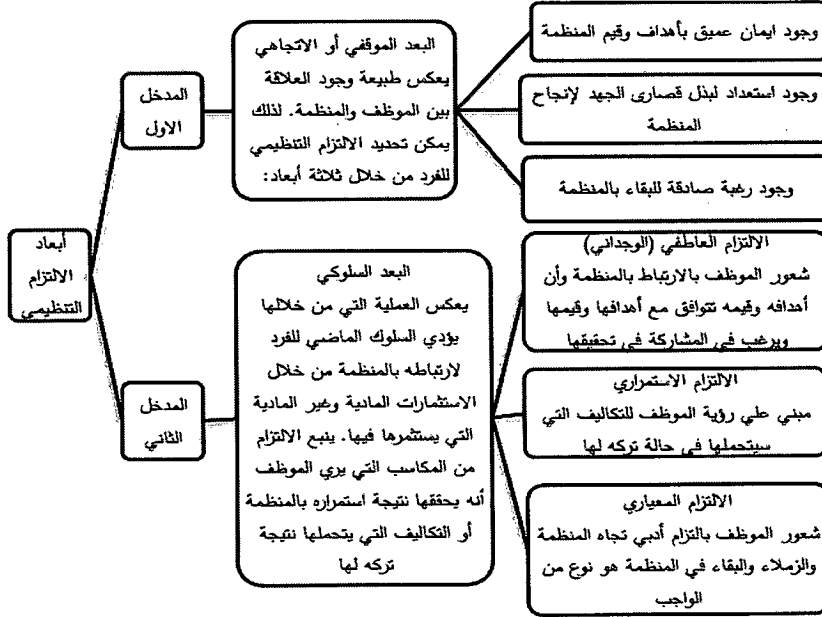 أبعاد
الالتزام
التنظيمي
المدخل
الاول
البعد الموقفي أو الاتجاهي
يعكس طبيعة وجود العلاقة
بين الموظف والمنظمة. لذلك
يمكن تحديد الالتزام التنظيمي
للفرد من خلال ثلاثة أبعاد:
وجود ايمان عميق بأهداف وقيم المنظمة
وجود استعداد لبذل قصارى الجهد لإنجاح
المنظمة
وجود رغبة صادقة للبقاء بالمنظمة
المدخل
الثاني
البعد السلوكي
يعكس العملية التي من خلالها
يؤدي السلوك الماضي للفرد
لارتباطه بالمنظمة من خلال
الاستثمارات المادية وغير المادية
التي يستثمرها فيها. ينبع الالتزام
من المكاسب التي يري الموظف
أنه يحققها نتيجة استمراره بالمنظمة
أو التكاليف التي يتحملها نتيجة
تركه لها
الالتزام العاطفي (الوجداني)
شعور الموظف بالارتباط بالمنظمة وأن
أهدافه وقيمه تتوافق مع أهدافها وقيمها
ويرغب في المشاركة في تحقيقها
الالتزام الاستمراري
مبني علي رؤية الموظف للتكاليف التي
سيتحملها في حالة تركه لها
الالتزام المعياري
شعور الموظف بالتزام أدبي تجاه المنظمة
والزملاء والبقاء في المنظمة هو نوع من
الواجب